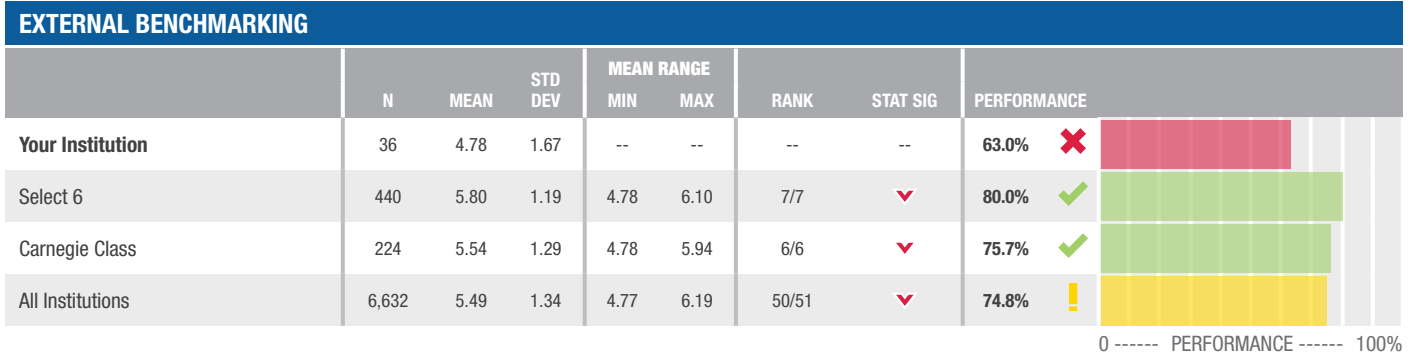 EXTERNAL BENCHMARKING
MEAN RANGE
N MEAN STD DEV MIN MAX RANK STAT SIG PERFORMANCE
Your Institution 36 4.78 1.67 -- -- -- -- 63.0%
Select 6 440 5.80 1.19 4.78 6.10 7/7 80.0%
Carnegie Class 224 5.54 1.29 4.78 5.94 6/6 75.7%
All Institutions 6,632 5.49 1.34 4.77 6.19 50/51 74.8%
0 ------ PERFORMANCE ------ 100%